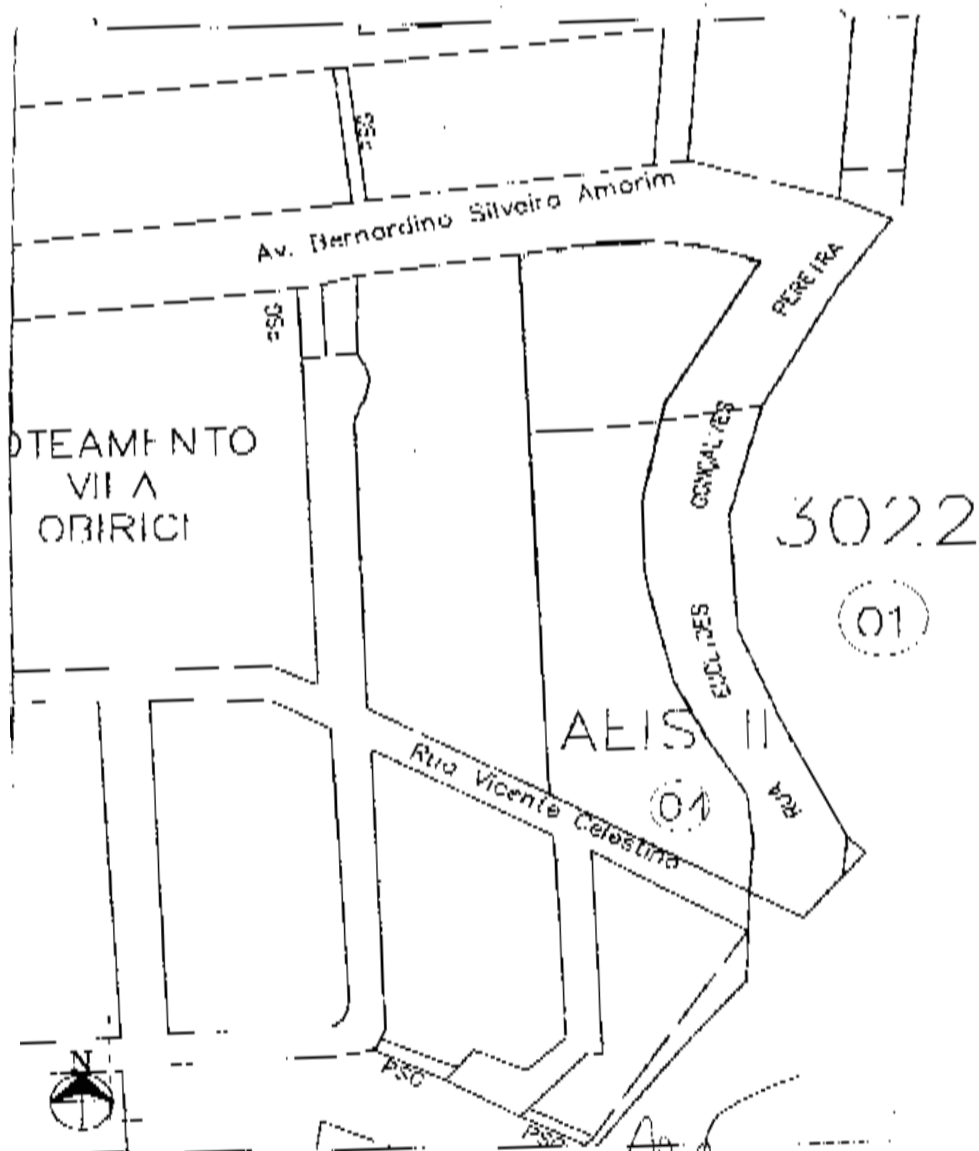 PSG
Av. Bernardino Silveira Amorim
PSG
PEREIRA
GONÇALVES
EUCLIDES
RUA
OTEAMENTO
VILA
OBIRICI
3022
01
AEIS II
01
Rua Vicente Celestino
N
PSG
PSG